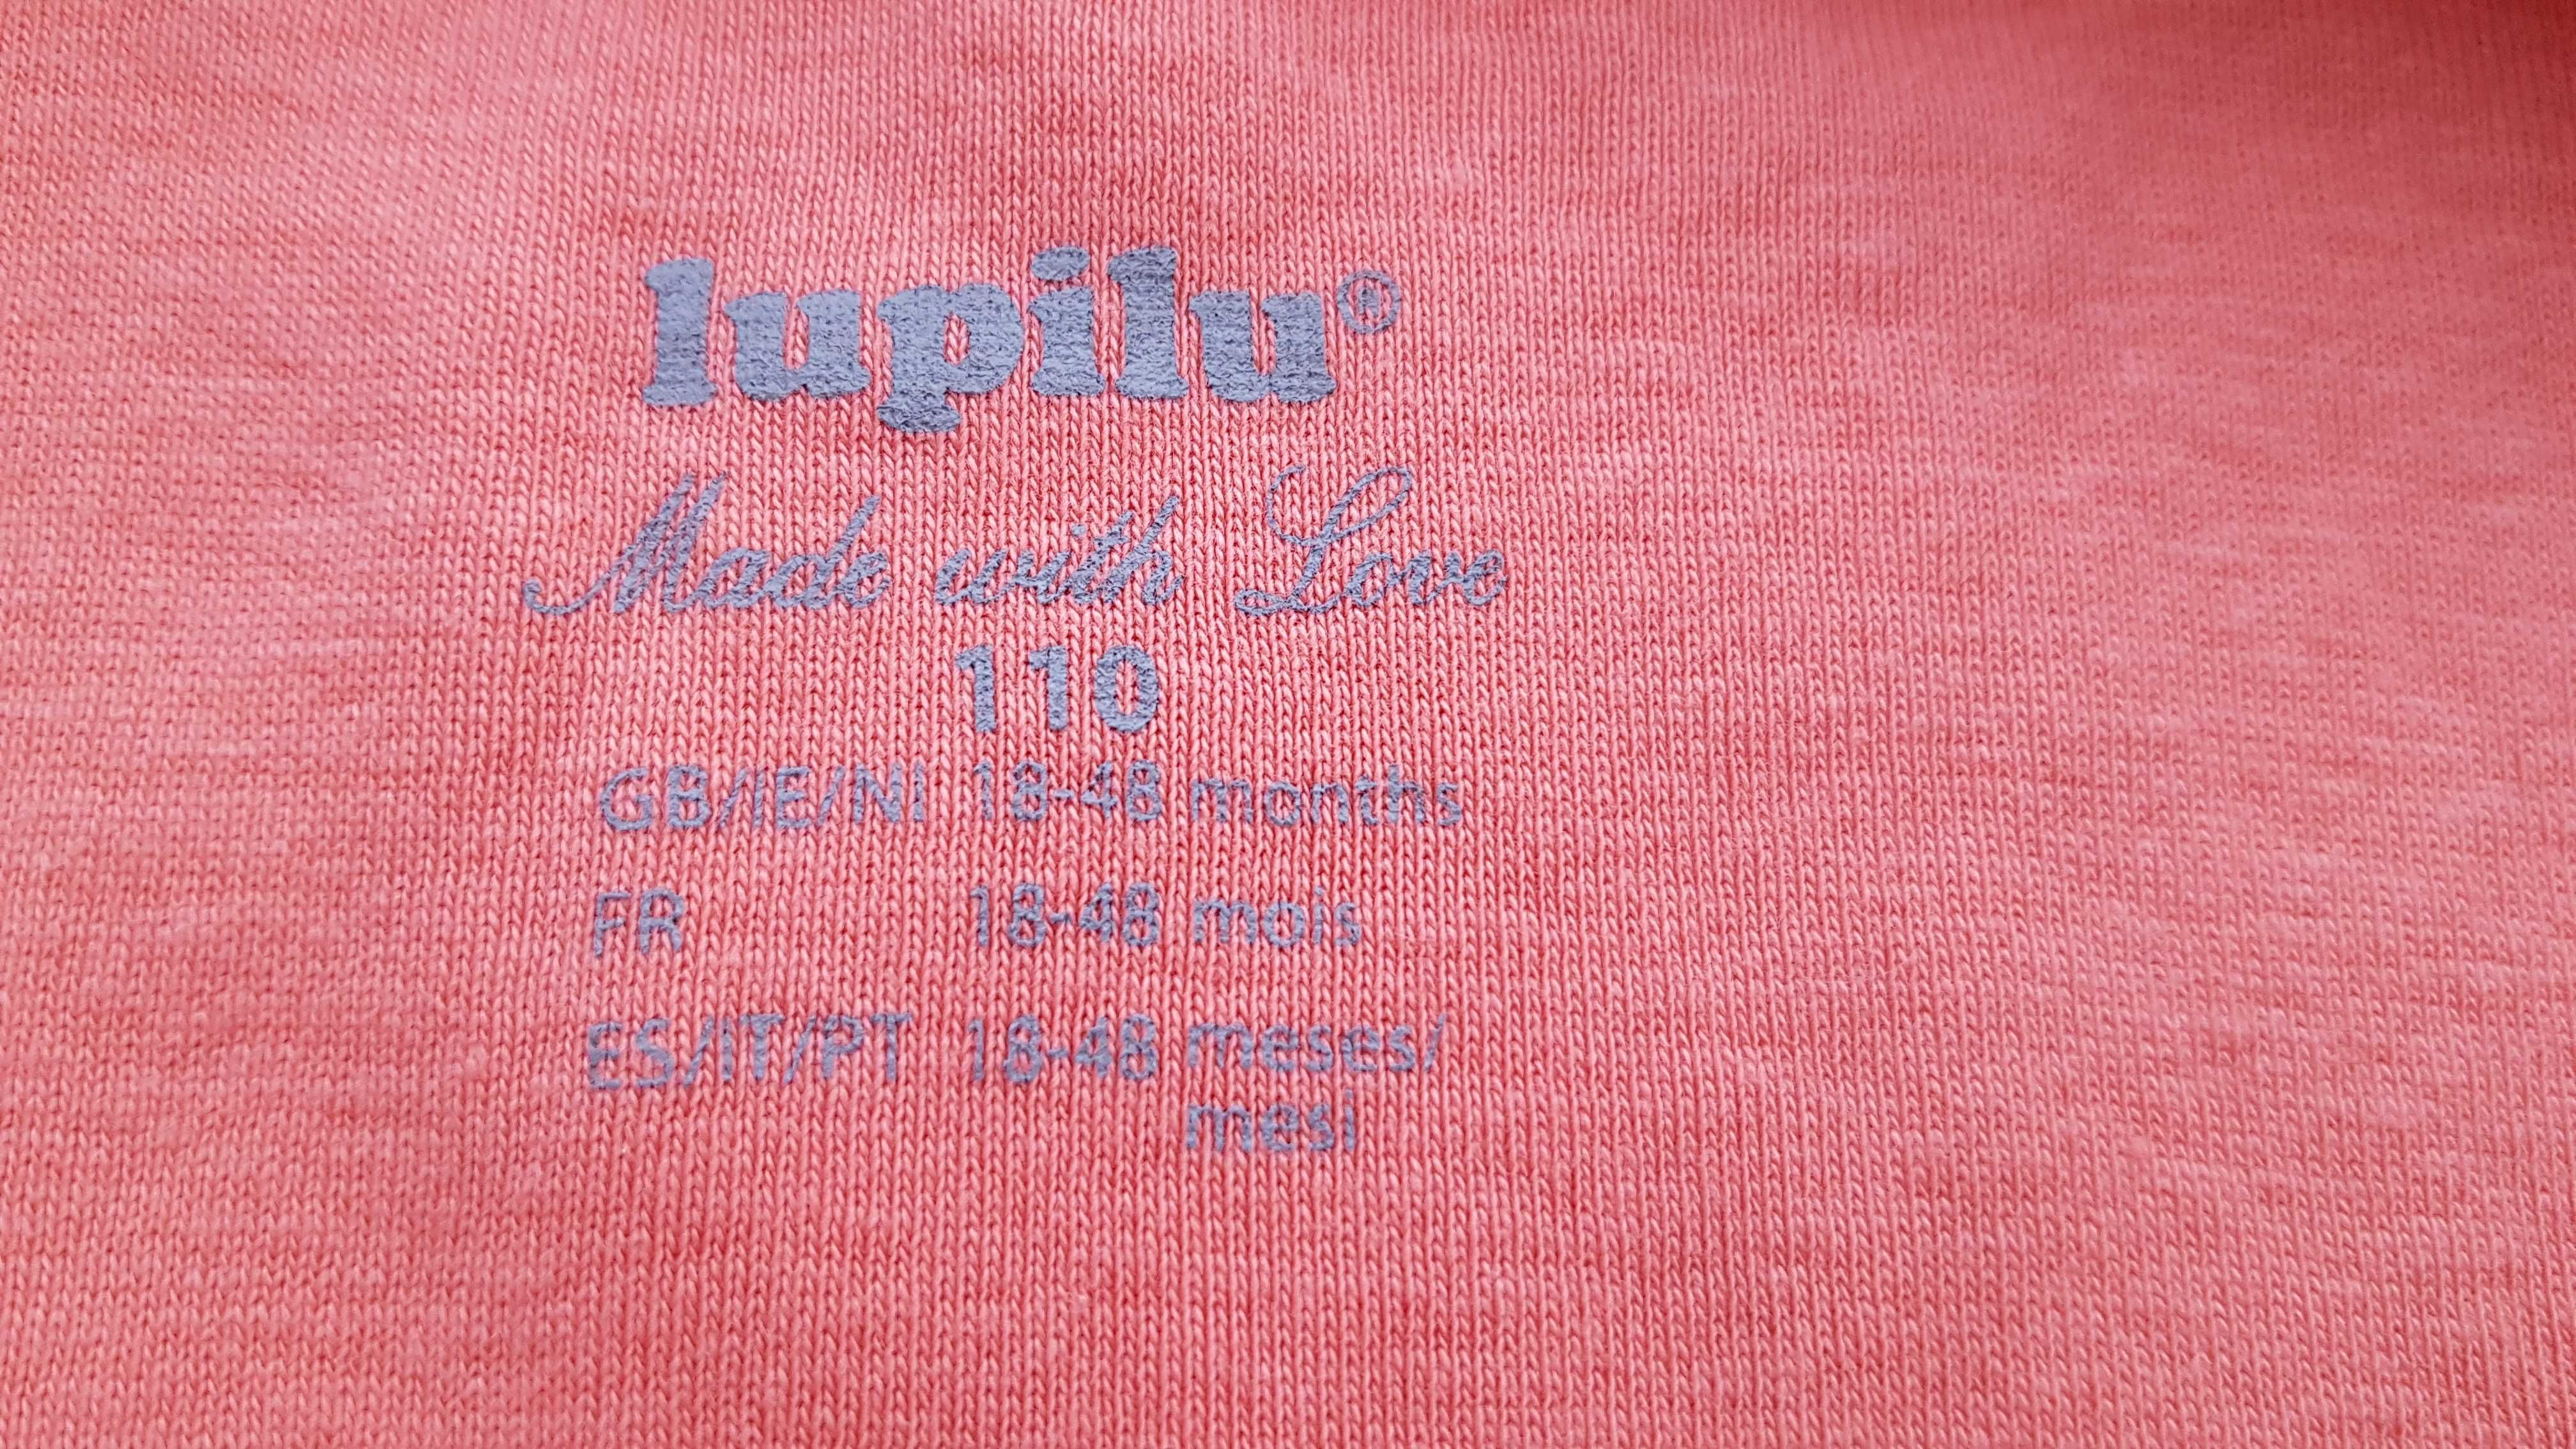 lupilu®
Made with Love
110
GB/IE/NI 18-48 months
FR 18-48 mois
ES/IT/PT 18-48 meses/
mesi